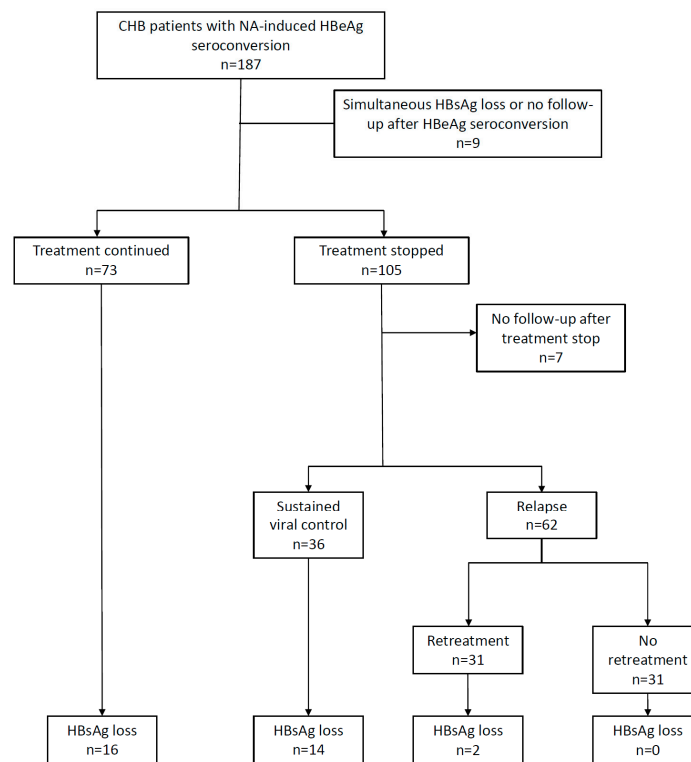 CHB patients with NA-induced HBeAg
seroconversion
n=187
Simultaneous HBsAg loss or no follow-
up after HBeAg seroconversion
n=9
Treatment continued
n=73
Treatment stopped
n=105
No follow-up after
treatment stop
n=7
Sustained
viral control
n=36
Relapse
n=62
Retreatment
n=31
No
retreatment
n=31
HBsAg loss
n=16
HBsAg loss
n=14
HBsAg loss
n=2
HBsAg loss
n=0